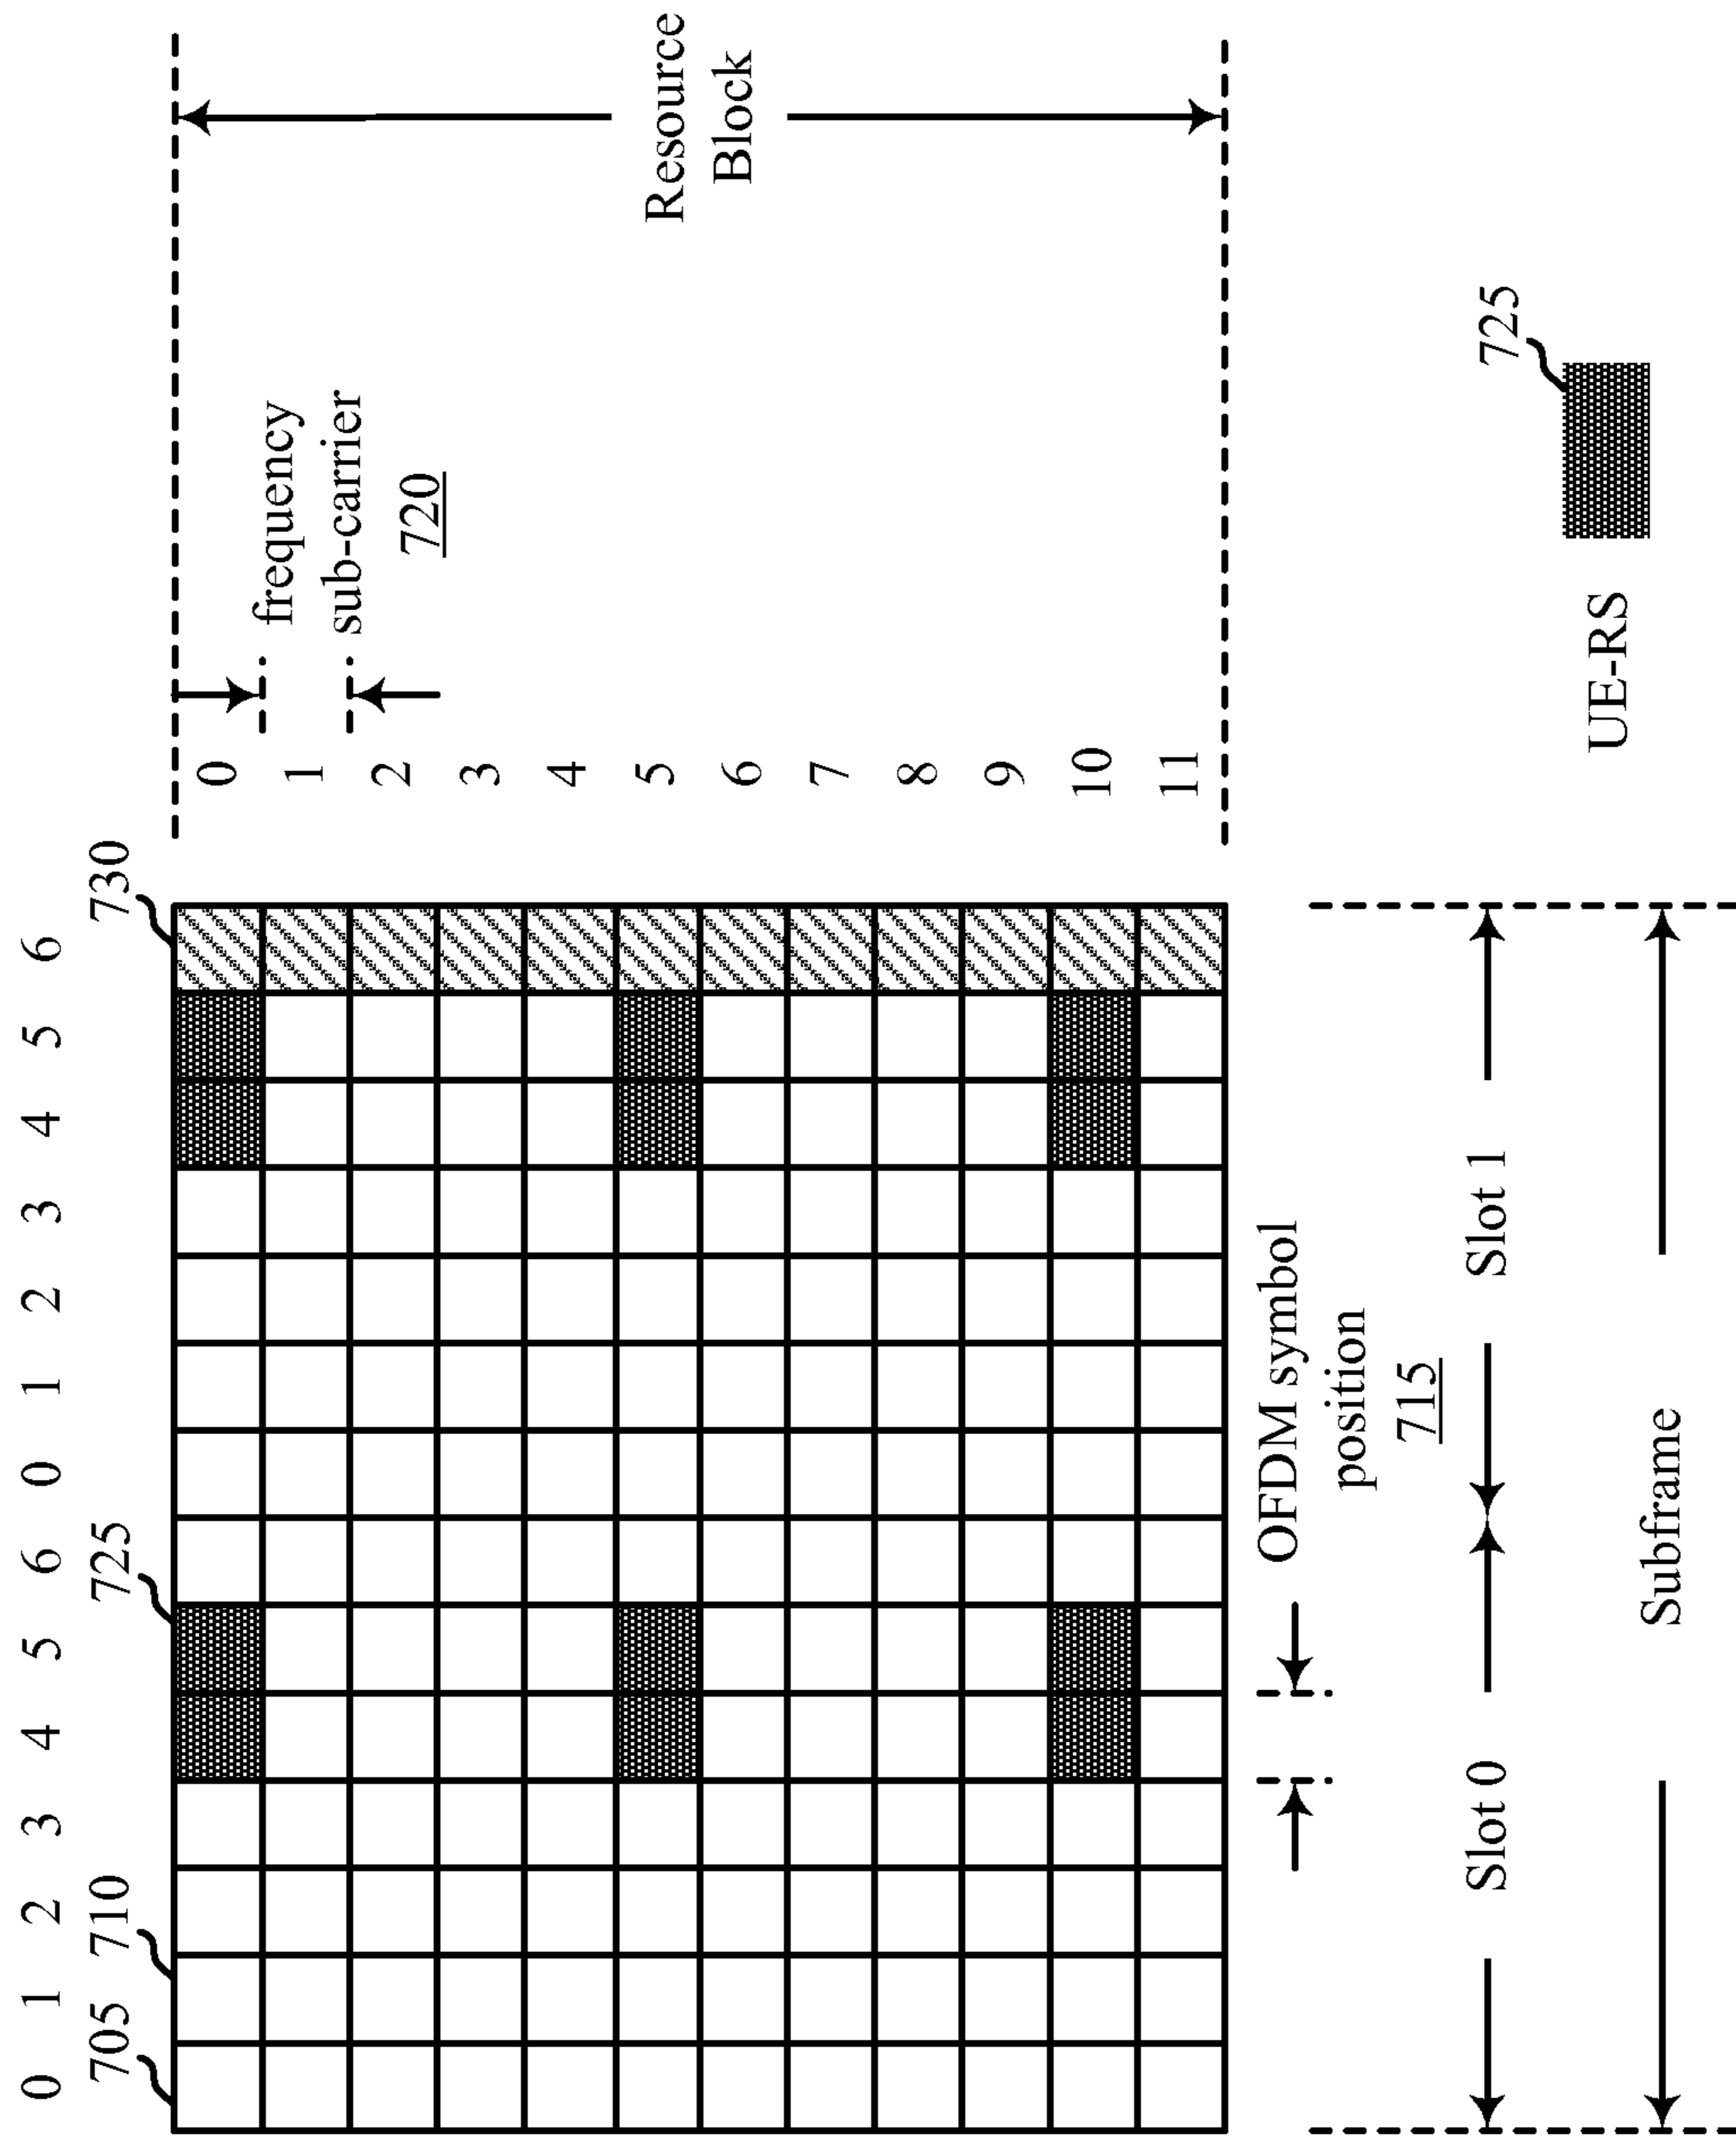 0 1 2 3 4 5 6 0 1 2 3 4 5 6
705 710 725 730
0
1
2
3
4
5
6
7
8
9
10
11
frequency
sub-carrier
720
Resource
Block
OFDM symbol
position
715
Slot 0 Slot 1
Subframe
UE-RS 725